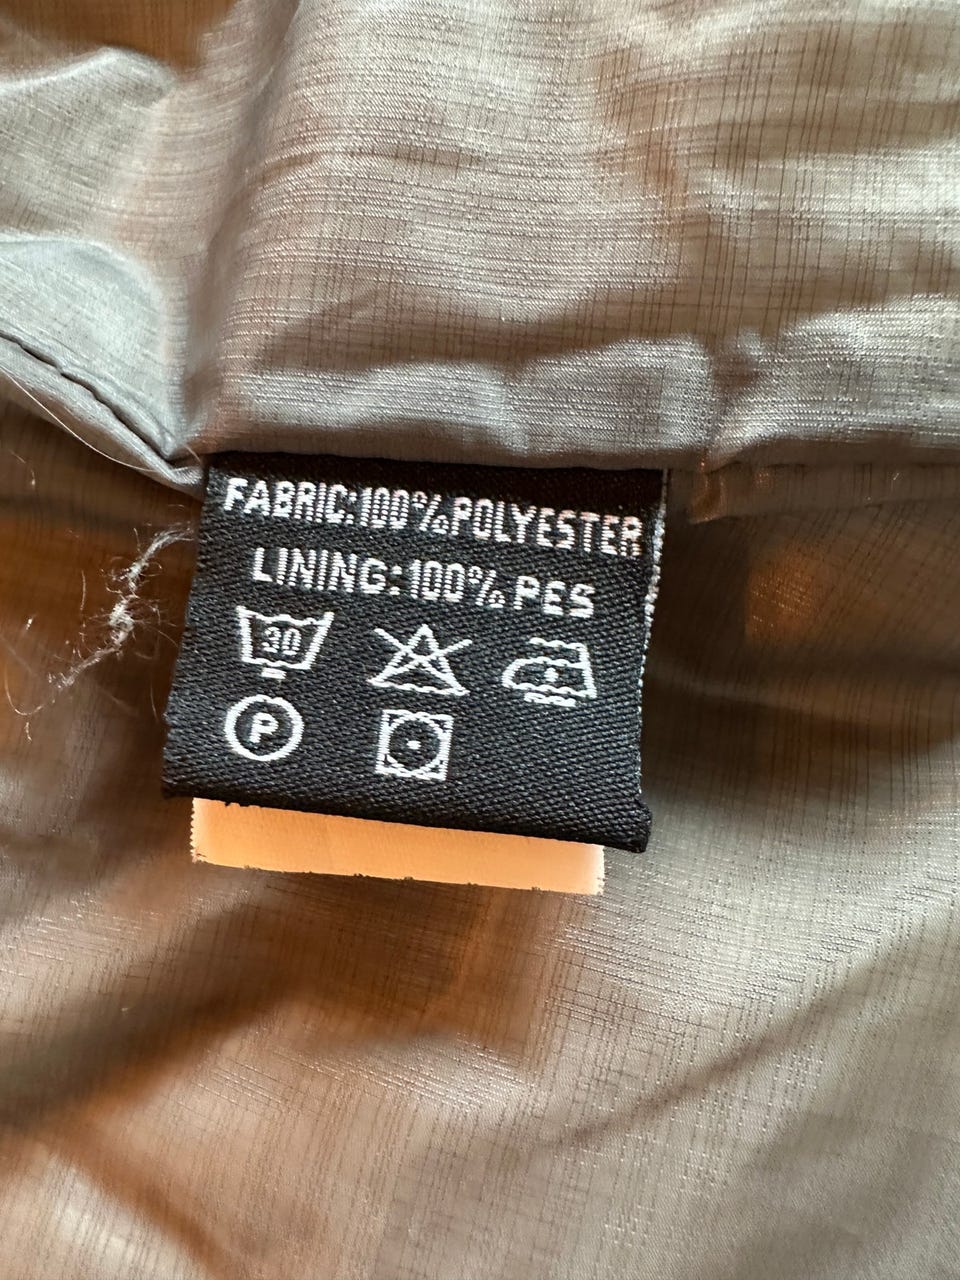 FABRIC:100%POLYESTER
LINING:100% PES
30
P